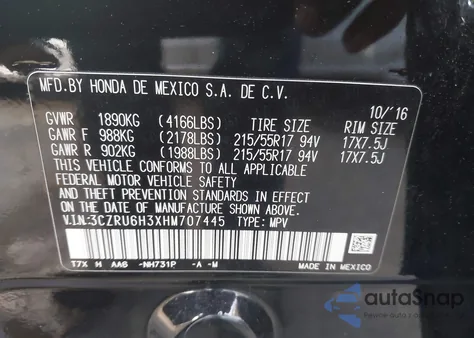 MFD.BY HONDA DE MEXICO S.A. DE C.V.
10/'16
GVWR 1890KG (4166LBS) TIRE SIZE RIM SIZE
GAWR F 988KG (2178LBS) 215/55R17 94V 17X7.5J
GAWR R 902KG (1988LBS) 215/55R17 94V 17X7.5J
THIS VEHICLE CONFORMS TO ALL APPLICABLE
FEDERAL MOTOR VEHICLE SAFETY
AND THEFT PREVENTION STANDARDS IN EFFECT
ON THE DATE OF MANUFACTURE SHOWN ABOVE.
V.I.N:3CZRU6H3XHM707445 TYPE: MPV
T7X H AA6 -NH731P -A -M MADE IN MEXICO
autoSnap